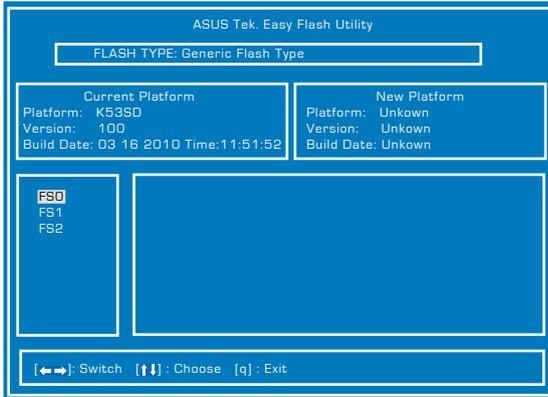 ASUS Tek. Easy Flash Utility
FLASH TYPE: Generic Flash Type
Current Platform
Platform: K53SD
Version: 100
Build Date: 03 16 2010 Time:11:51:52
New Platform
Platform: Unkown
Version: Unkown
Build Date: Unkown
FS0
FS1
FS2
[←→]: Switch [↑↓] : Choose [q] : Exit